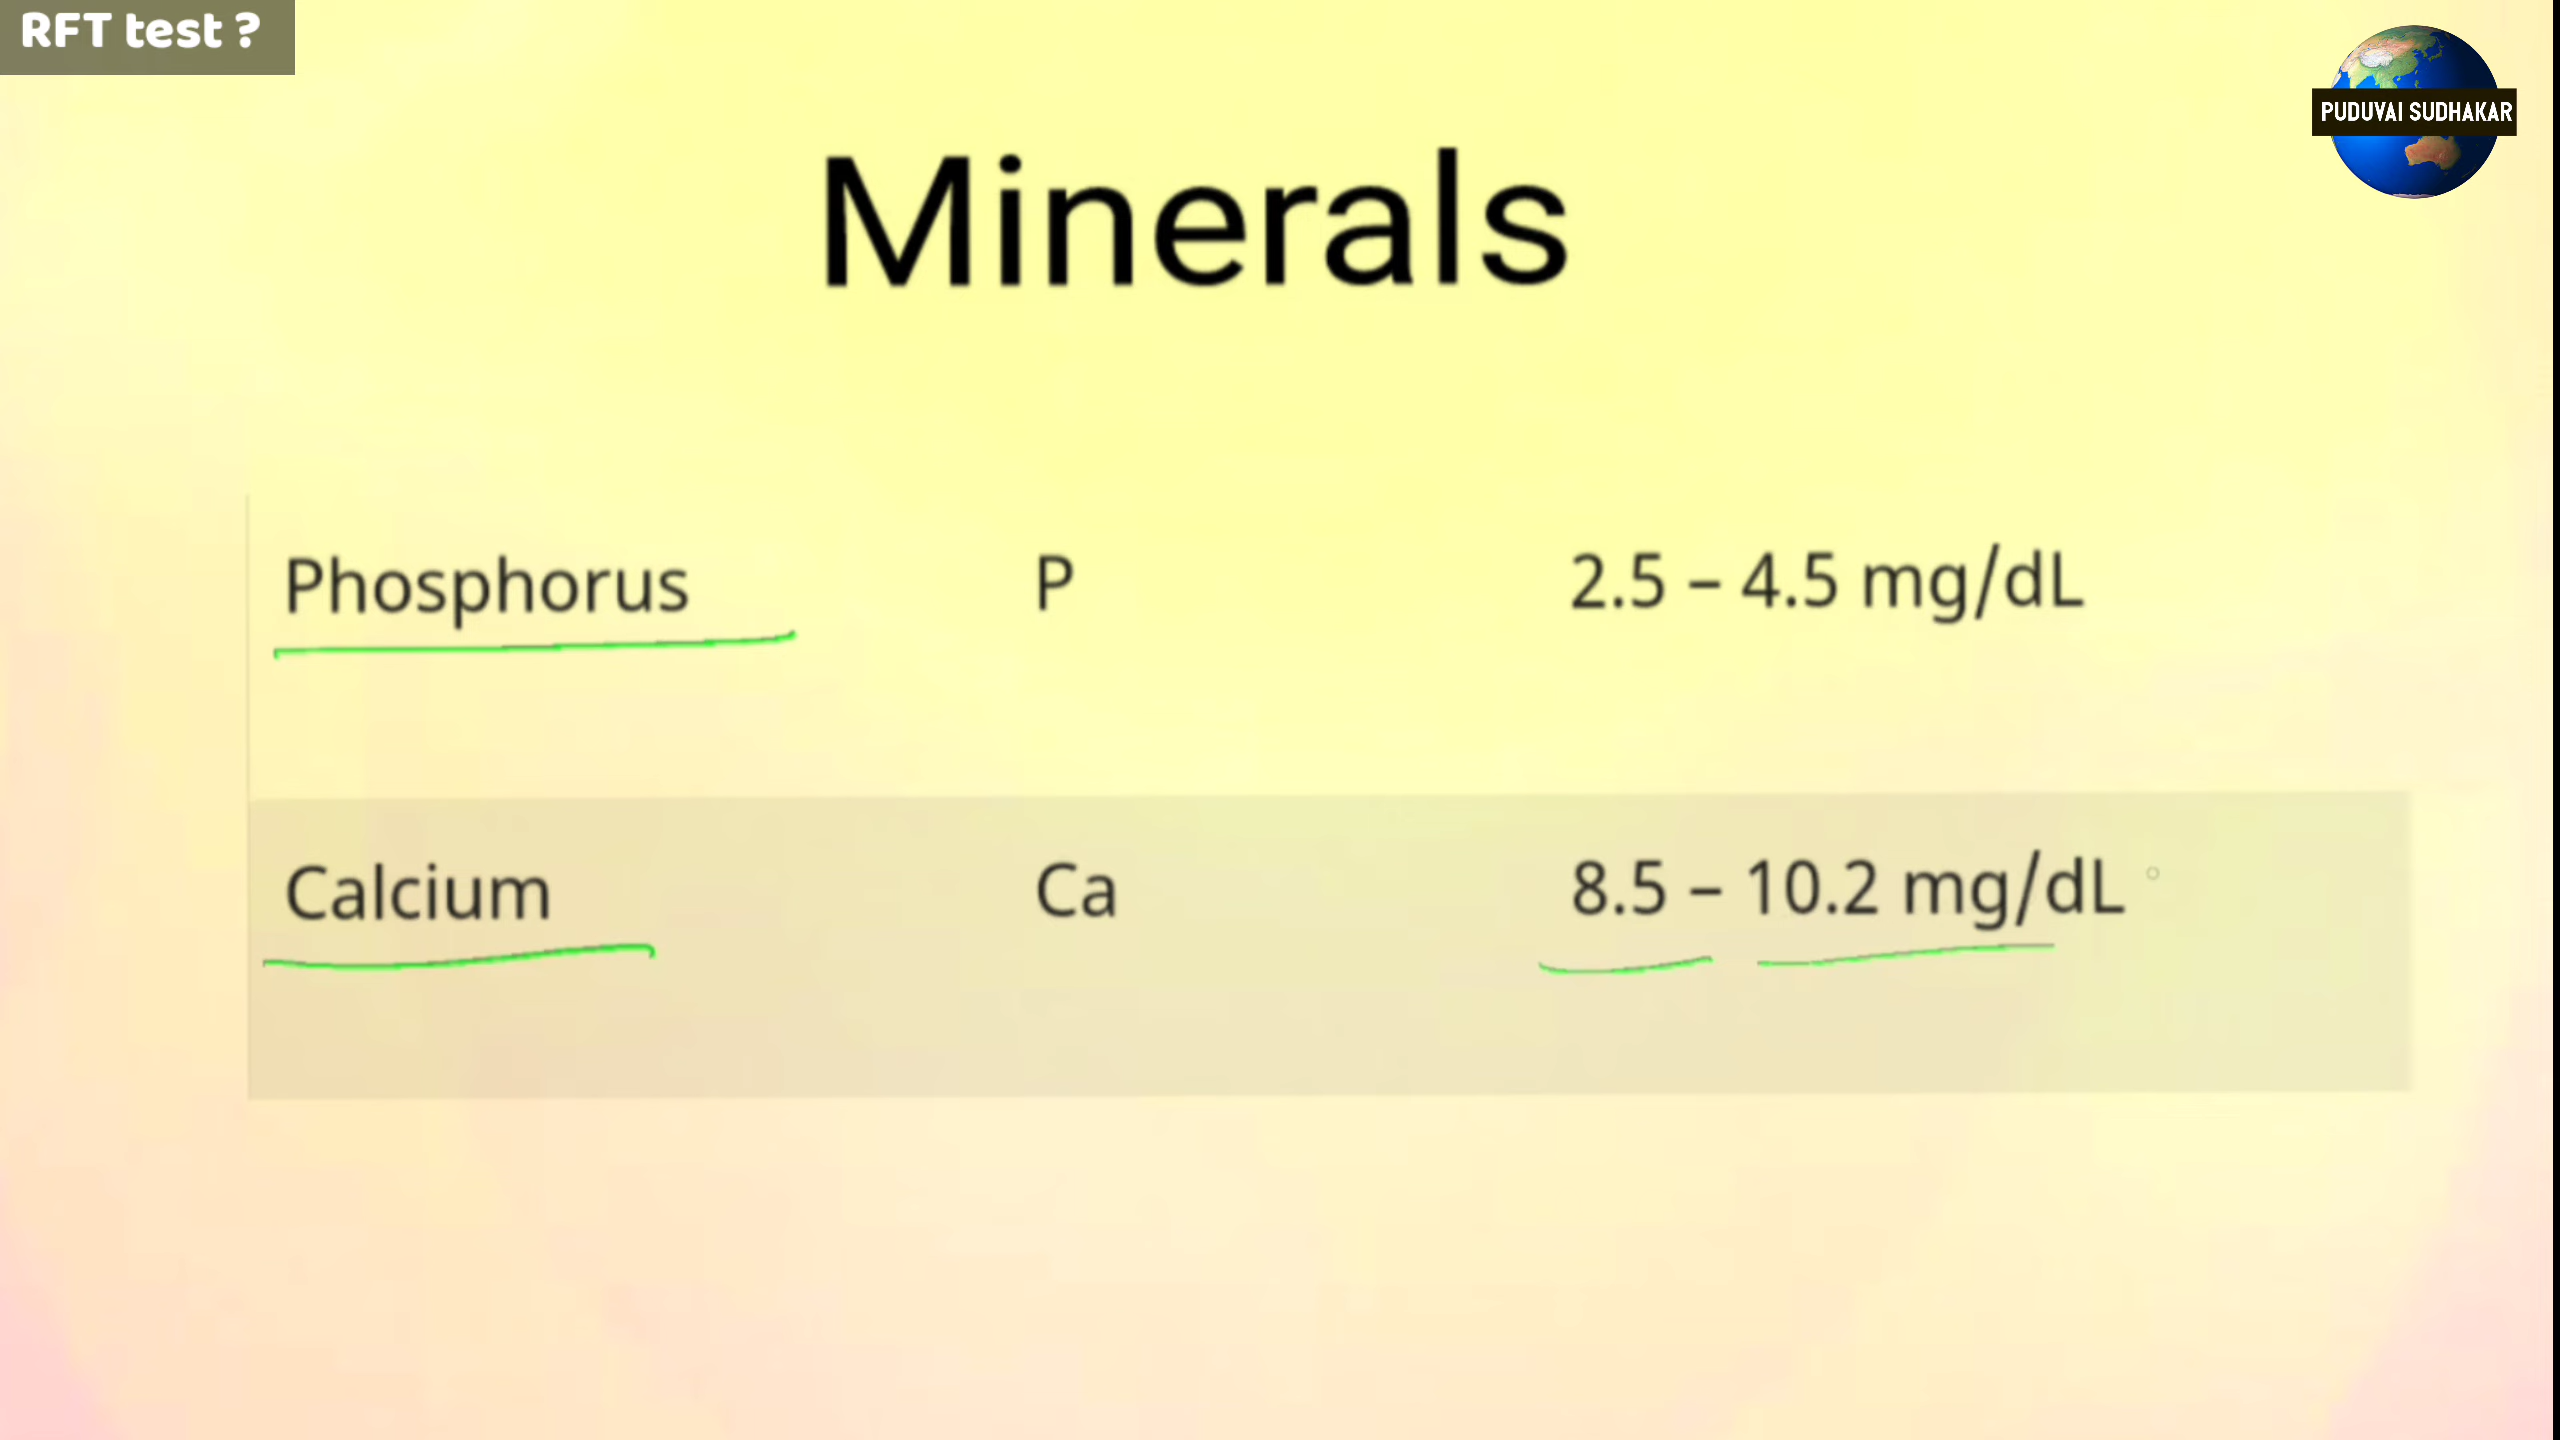 RFT test ?
PUDUVAI SUDHAKAR
Minerals
Phosphorus P 2.5 – 4.5 mg/dL
Calcium Ca 8.5 – 10.2 mg/dL